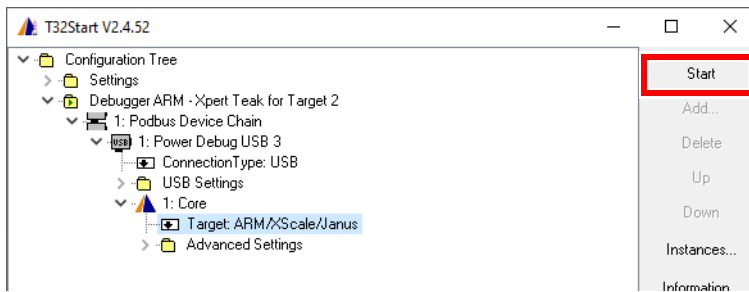 T32Start V2.4.52
Configuration Tree
Start
Settings
Add...
Debugger ARM - Xpert Teak for Target 2
1: Podbus Device Chain
Delete
USB 1: Power Debug USB 3
ConnectionType: USB
Up
USB Settings
1: Core
Down
Target: ARM/XScale/Janus
Advanced Settings
Instances...
Information